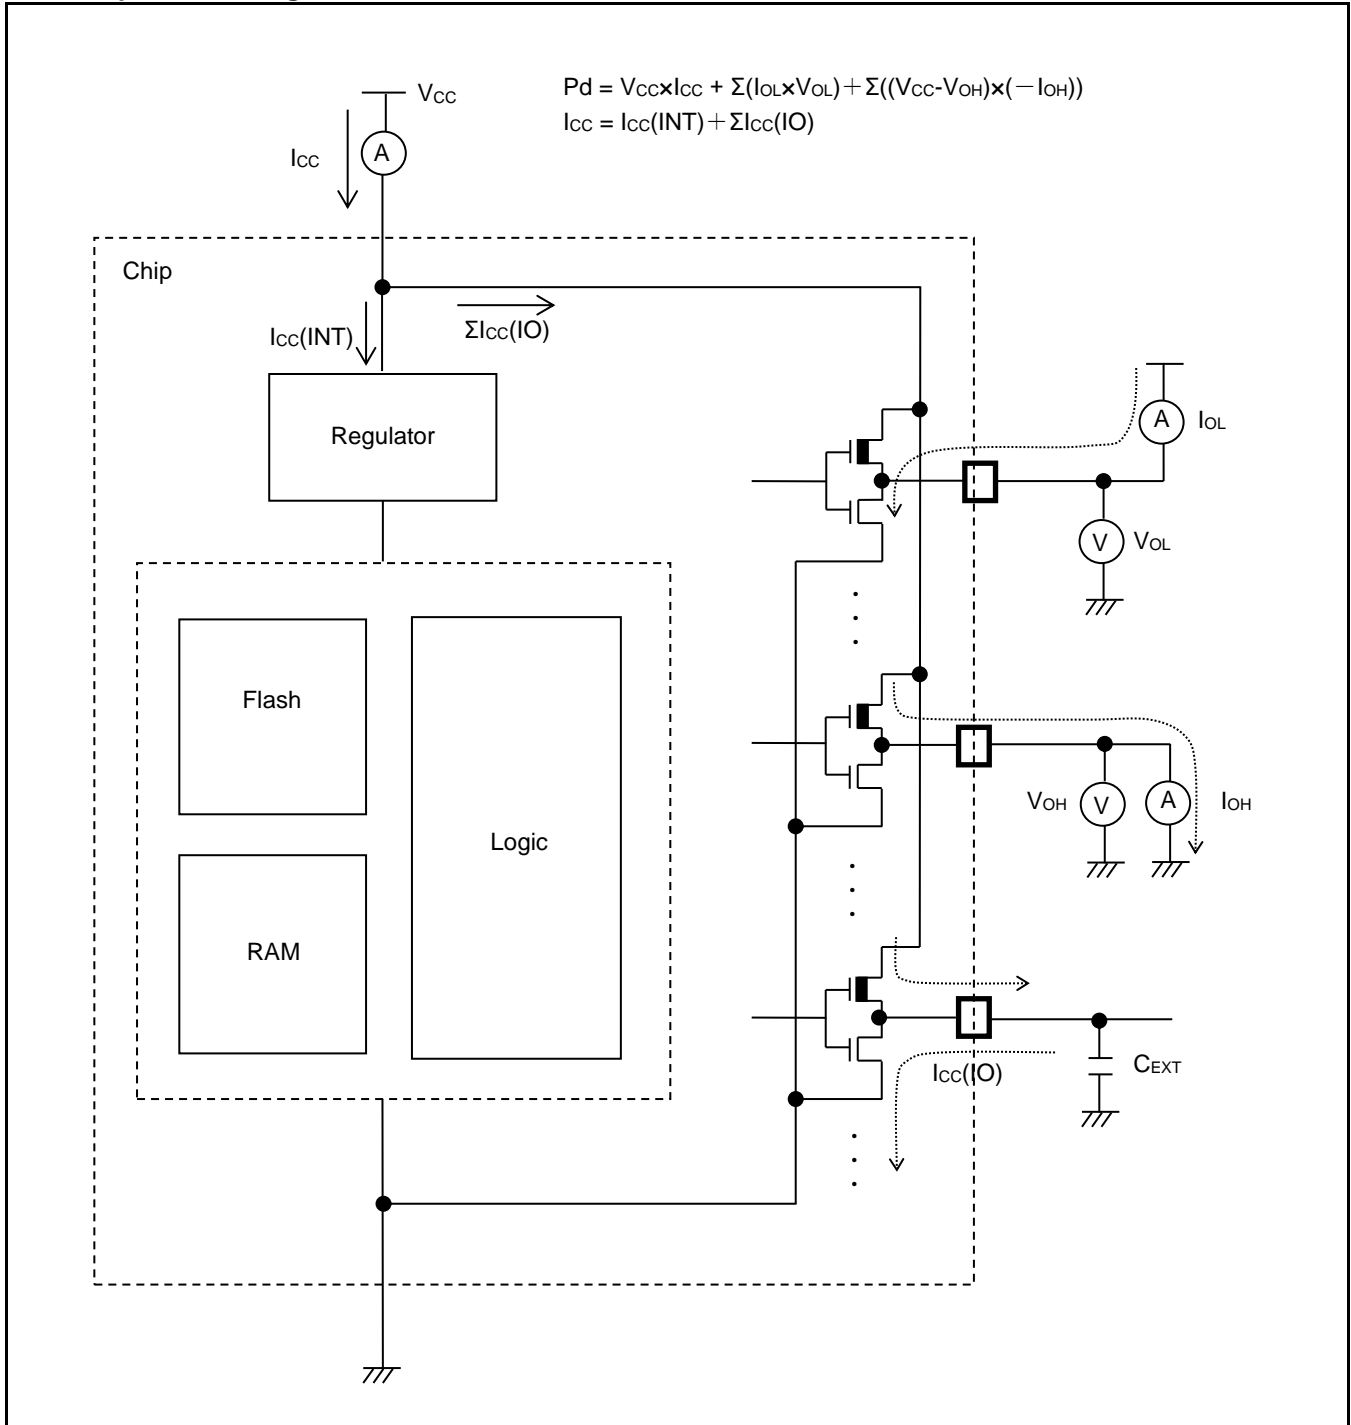 VCC
Pd = VCC×ICC + Σ(IOL×VOL)＋Σ((VCC-VOH)×(－IOH))
ICC = ICC(INT)＋ΣICC(IO)
ICC
A
Chip
ICC(INT)
ΣICC(IO)
Regulator
A
IOL
V
VOL
Flash
Logic
RAM
VOH
V
A
IOH
ICC(IO)
CEXT